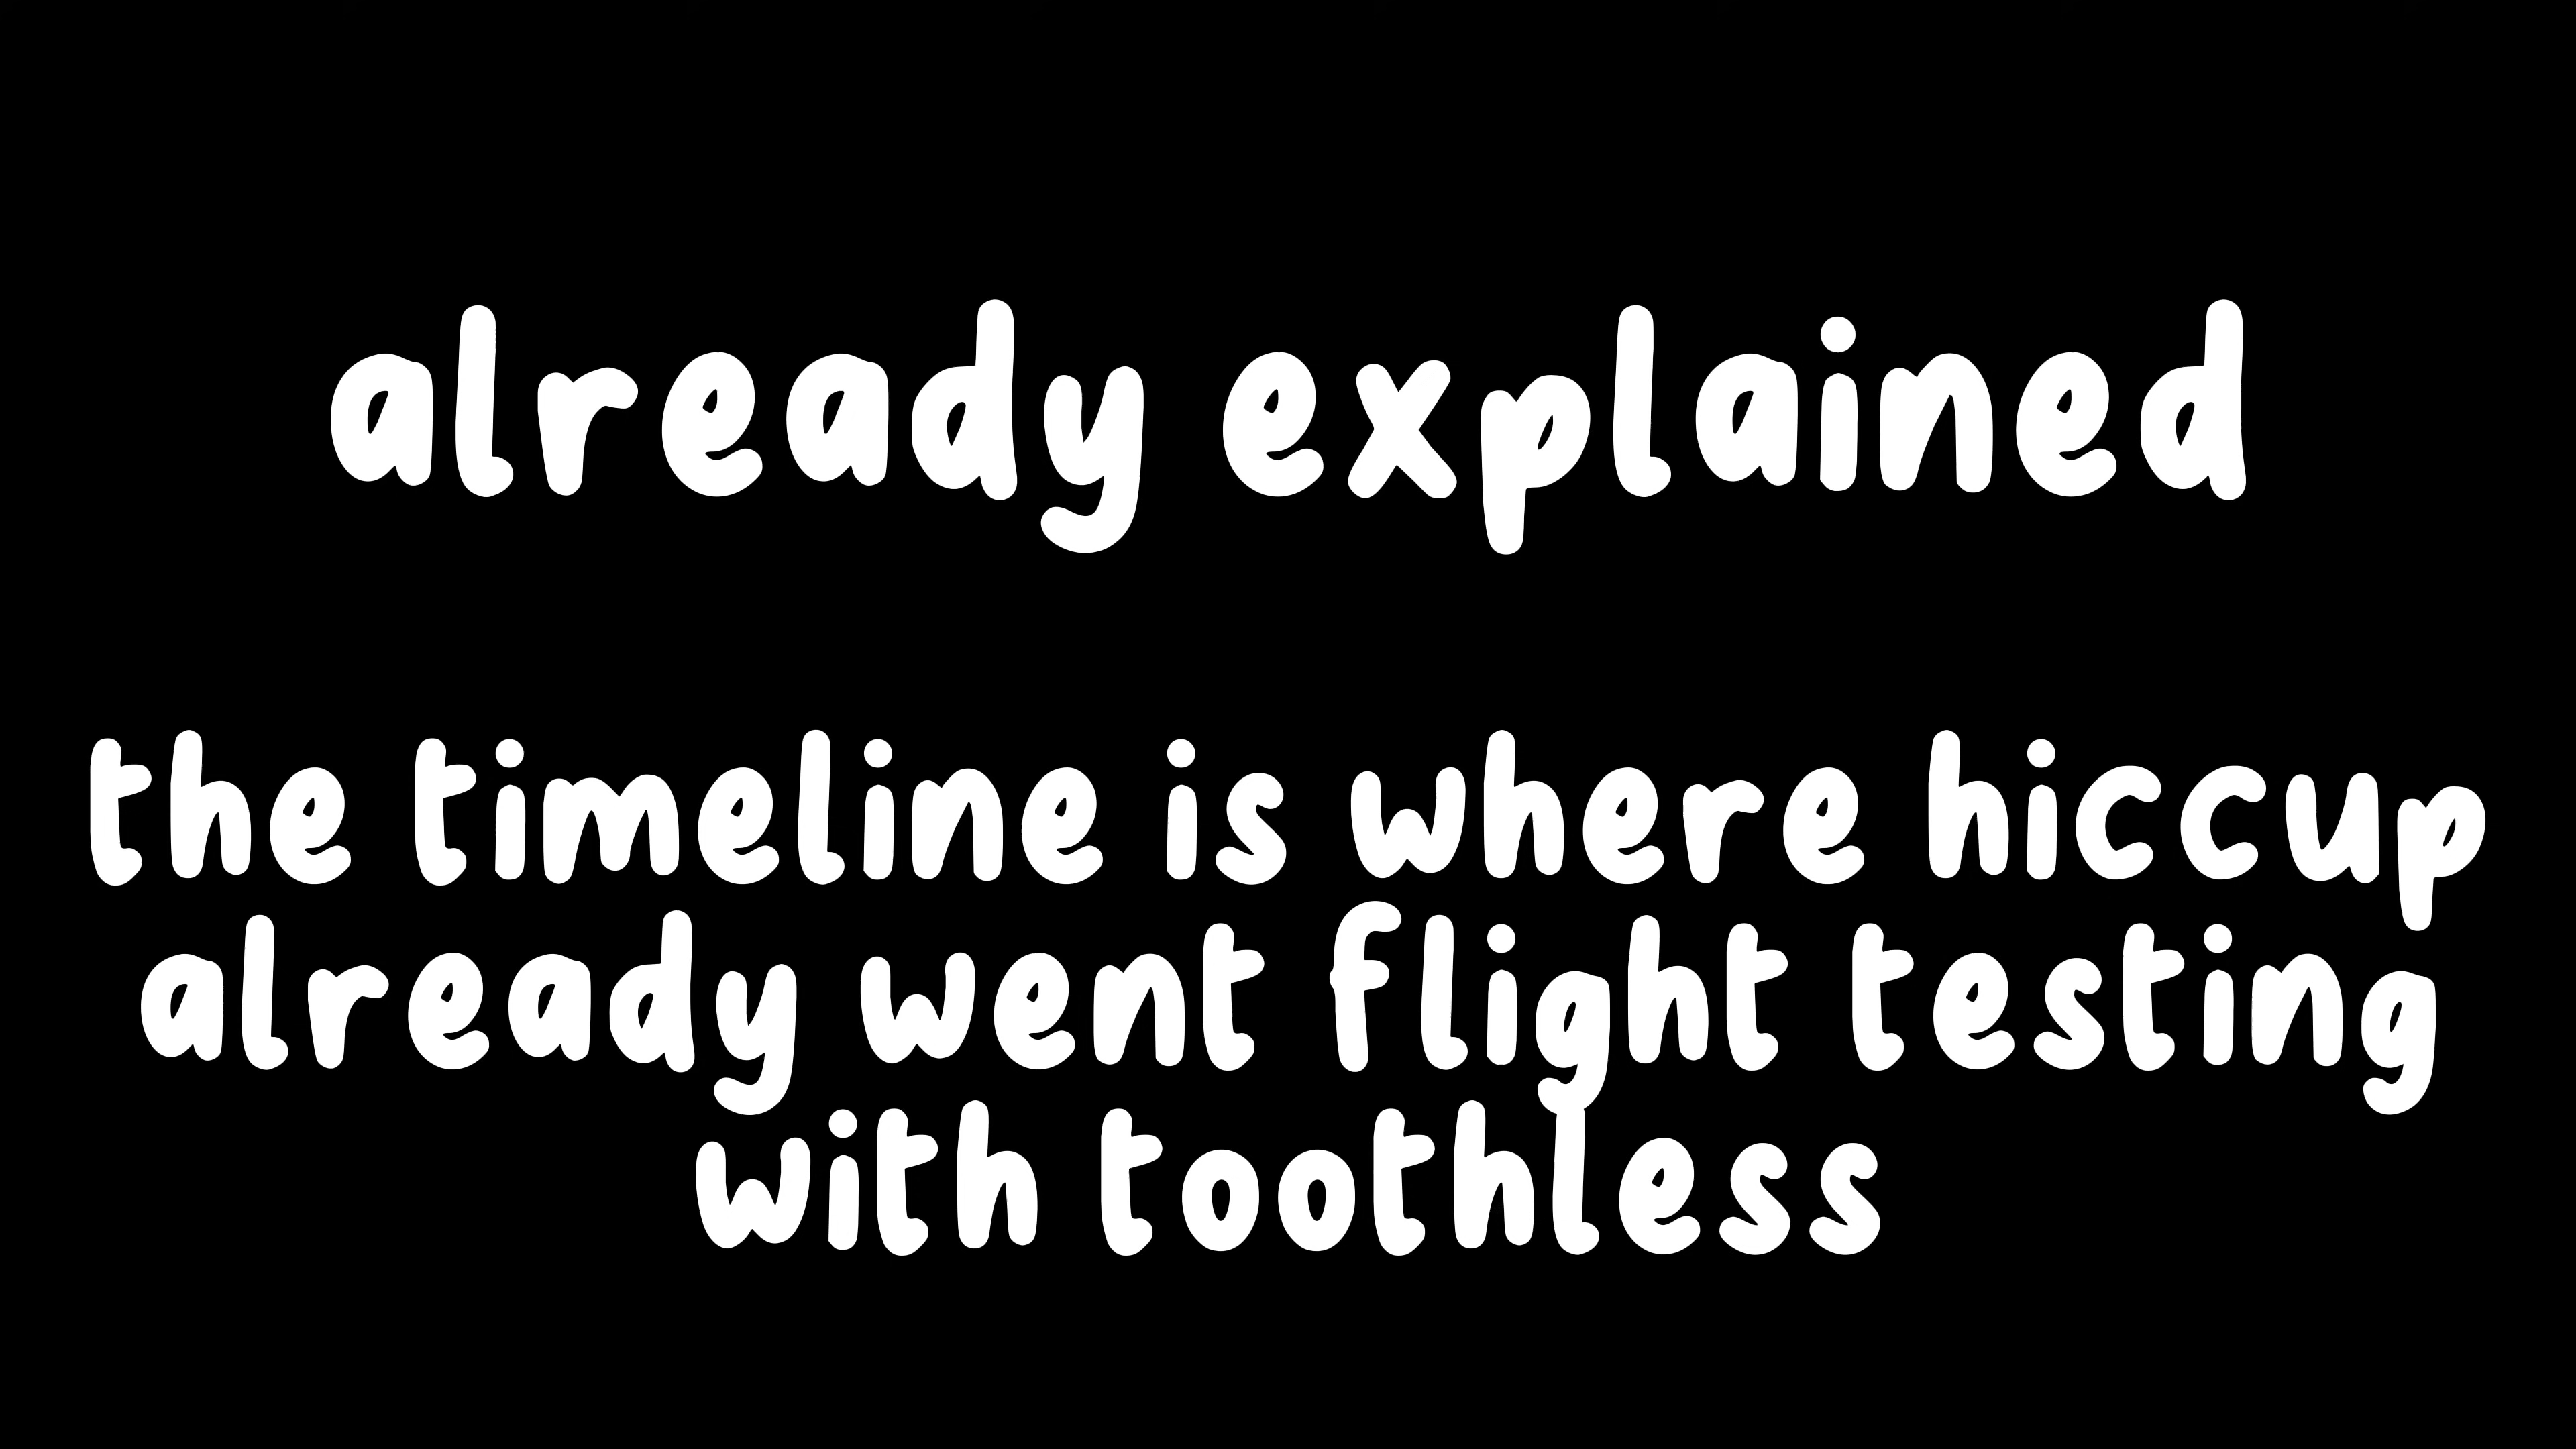 already explained
the timeline is where hiccup
already went flight testing
with toothless